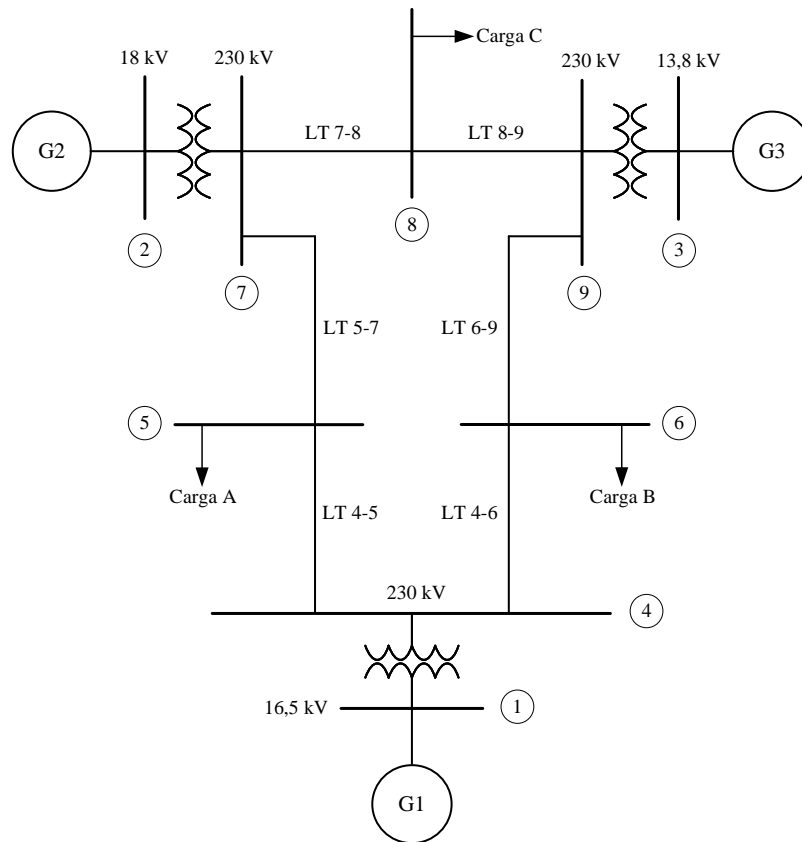 Carga C
18 kV
230 kV
230 kV
13,8 kV
G2
LT 7-8
LT 8-9
G3
8
2
7
9
3
LT 5-7
LT 6-9
5
6
Carga A
Carga B
LT 4-5
LT 4-6
230 kV
4
16,5 kV
1
G1